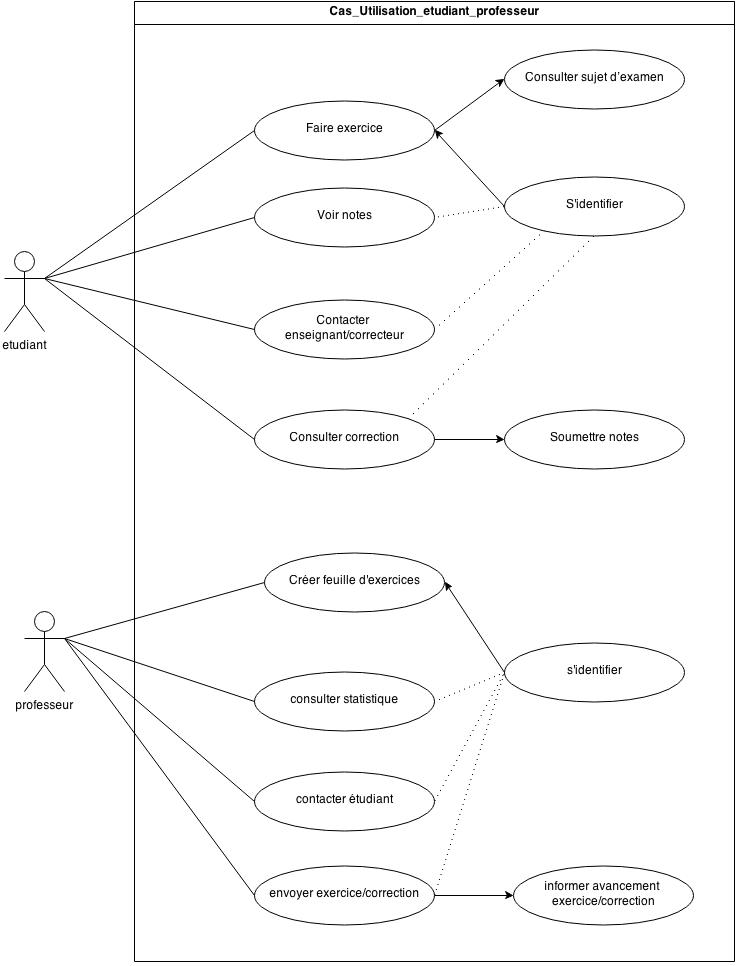 Cas_Utilisation_etudiant_professeur
Consulter sujet d'examen
Faire exercice
S'identifier
Voir notes
Contacter
enseignant/correcteur
etudiant
Consulter correction
Soumettre notes
Créer feuille d'exercices
s'identifier
professeur
consulter statistique
contacter étudiant
envoyer exercice/correction
informer avancement
exercice/correction